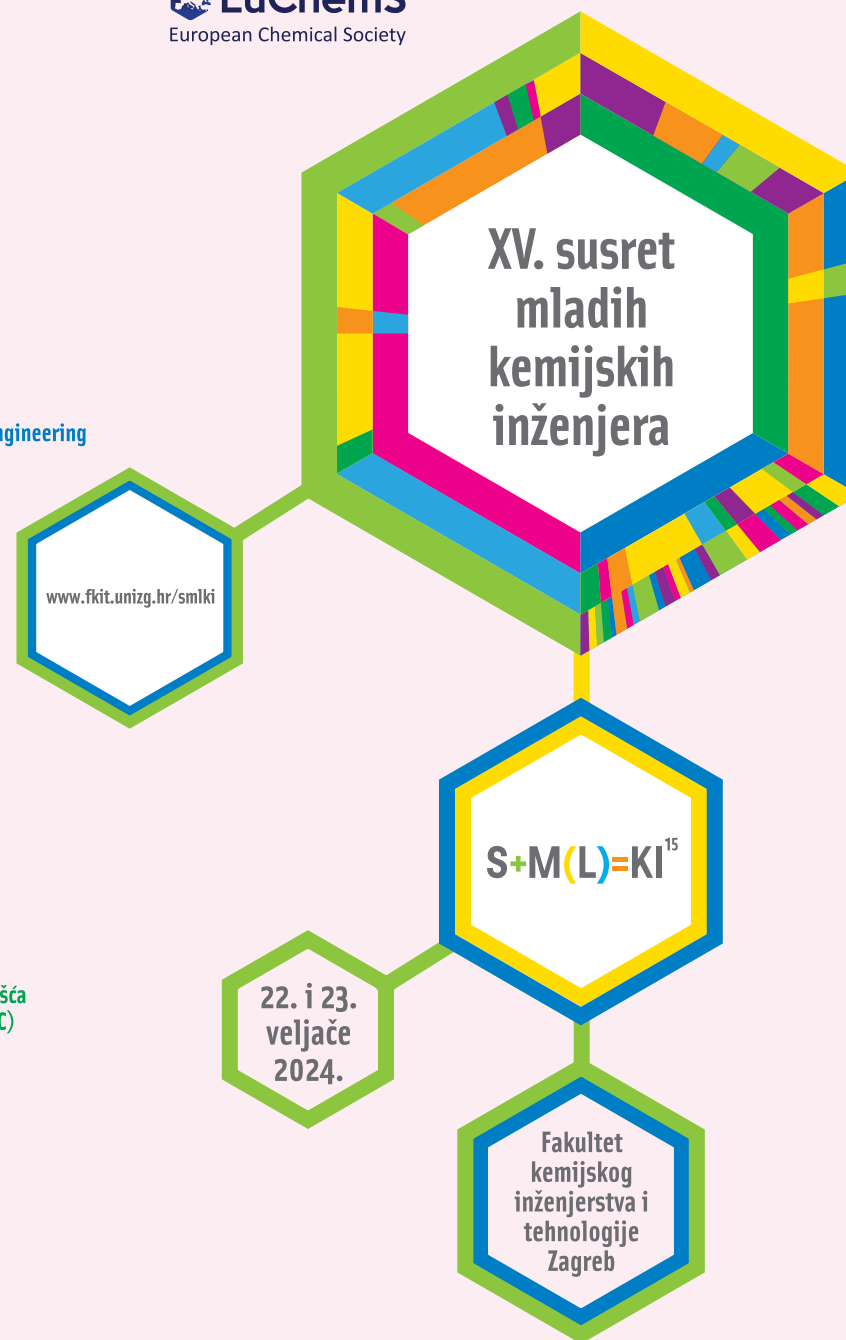 EuChemS
European Chemical Society
XV. susret
mladih
kemijskih
inženjera
www.fkit.unizg.hr/smlki
S+M(L)=KI¹⁵
22. i 23.
veljače
2024.
Fakultet
kemijskog
inženjerstva i
tehnologije
Zagreb